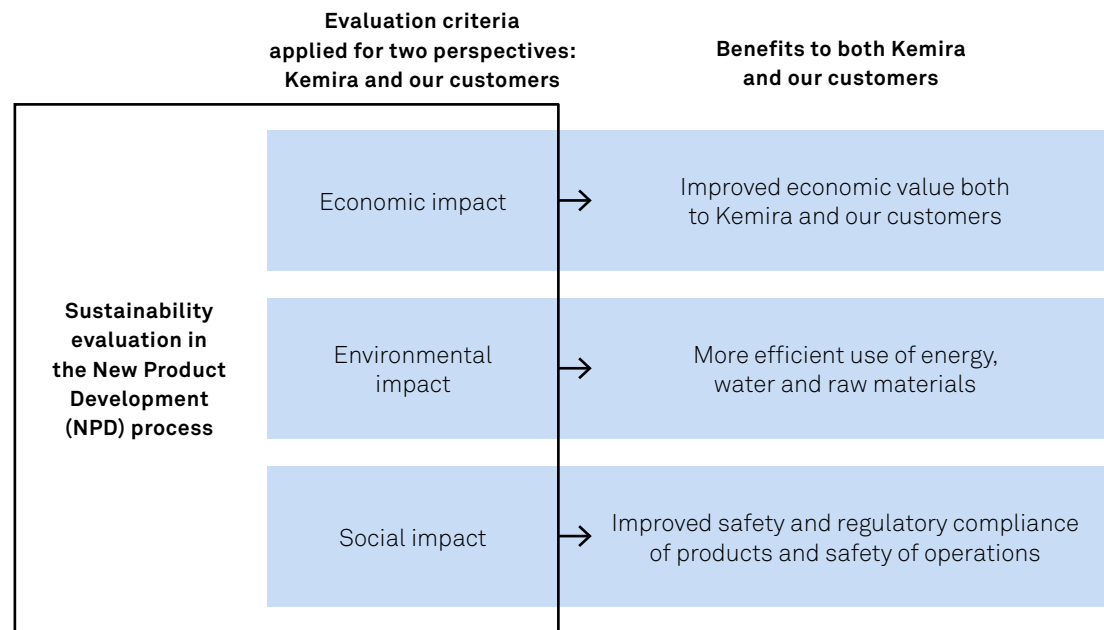 Evaluation criteria
applied for two perspectives:
Kemira and our customers
Benefits to both Kemira
and our customers
Sustainability
evaluation in
the New Product
Development
(NPD) process
Economic impact
Improved economic value both
to Kemira and our customers
Environmental
impact
More efficient use of energy,
water and raw materials
Social impact
Improved safety and regulatory compliance
of products and safety of operations